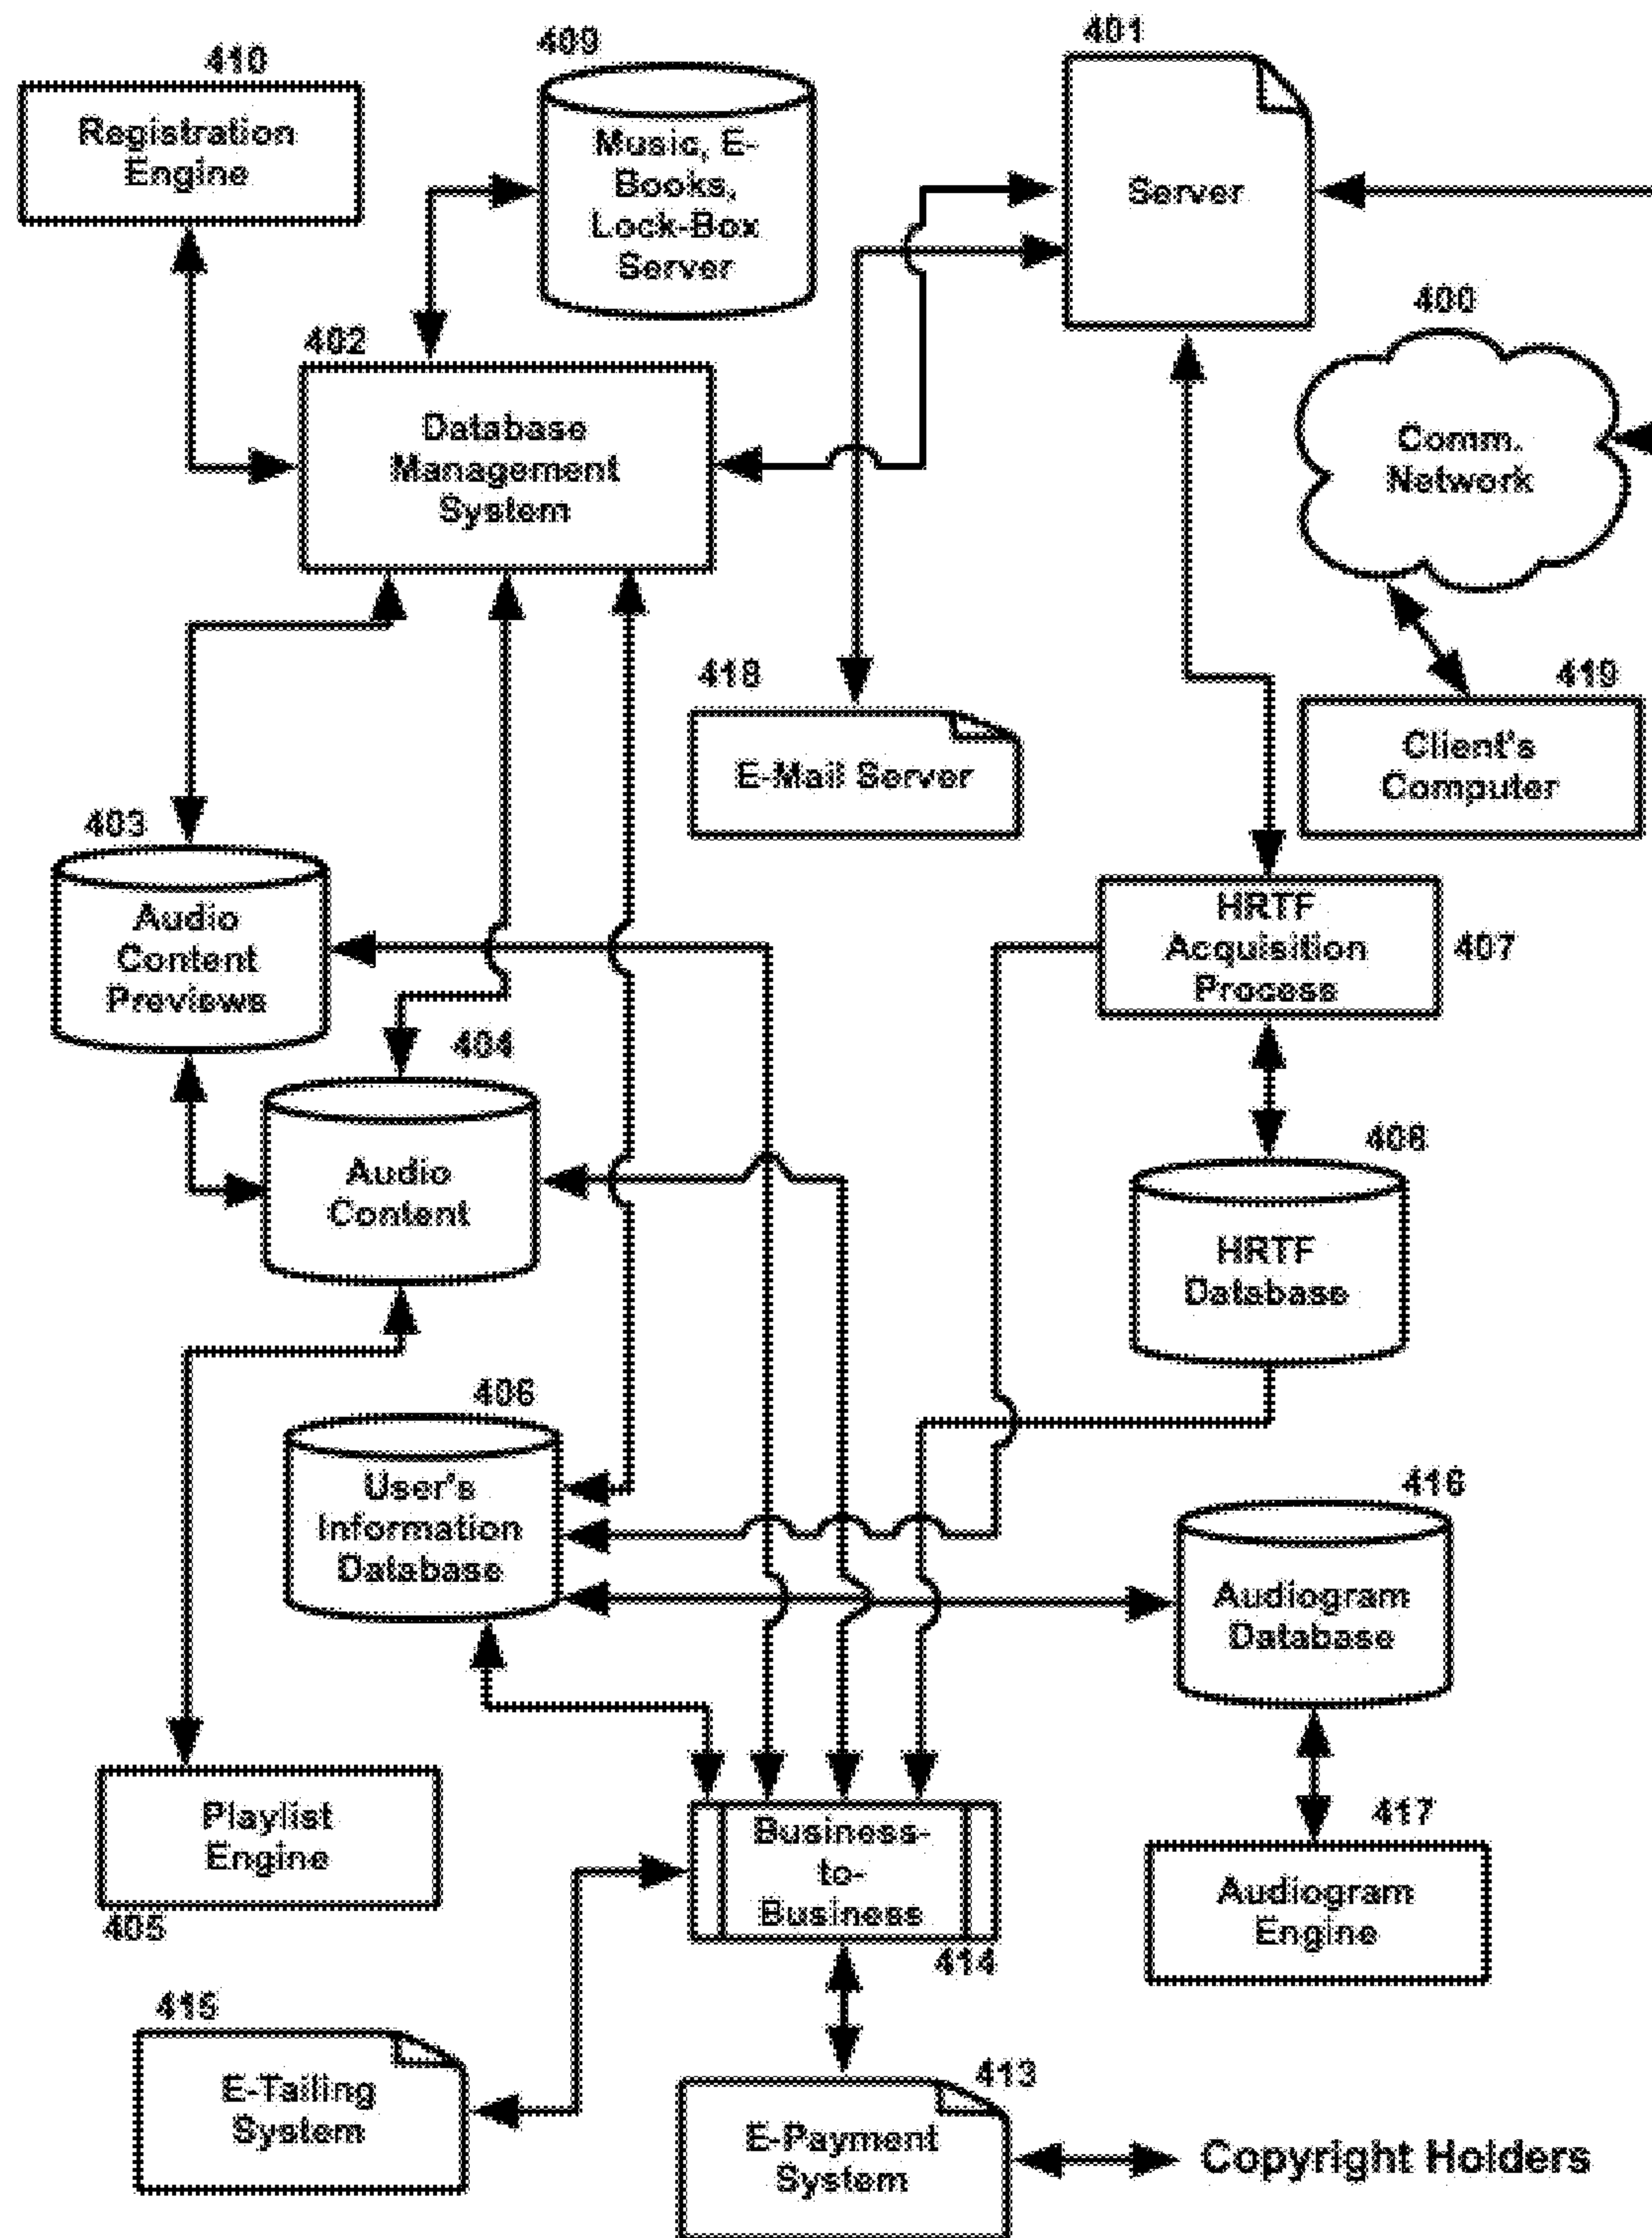 410
Registration
Engine
409
Music, E-
Books,
Lock-Box
Server
401
Server
400
Comm.
Network
402
Database
Management
System
418
E-Mail Server
419
Client's
Computer
403
Audio
Content
Previews
HRTF
Acquisition
Process
407
404
Audio
Content
408
HRTF
Database
406
User's
Information
Database
416
Audiogram
Database
Playlist
Engine
405
Business-
to-
Business
414
417
Audiogram
Engine
415
E-Tailing
System
413
E-Payment
System
Copyright Holders